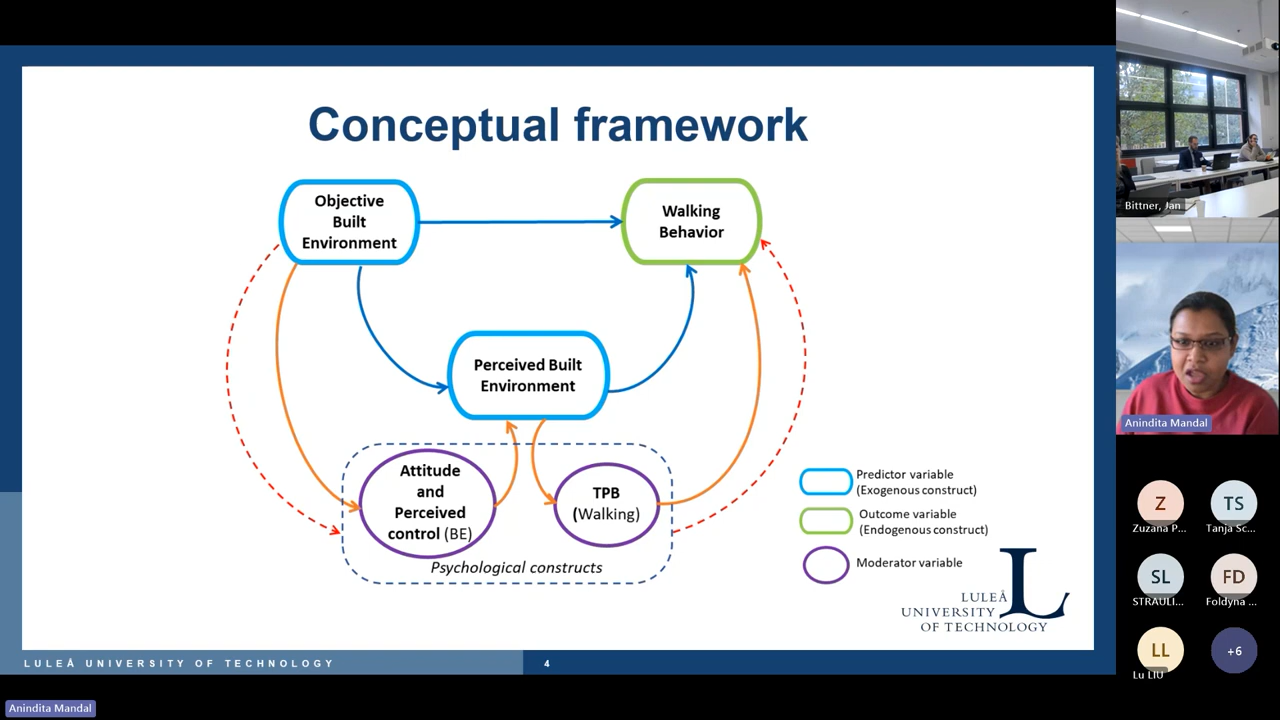 Conceptual framework
Objective
Built
Environment
Walking
Behavior
Perceived Built
Environment
Attitude
and
Perceived
control (BE)
TPB
(Walking)
Psychological constructs
Predictor variable
(Exogenous construct)
Outcome variable
(Endogenous construct)
Moderator variable
LULEÅ
UNIVERSITY
OF TECHNOLOGY
LULEÅ UNIVERSITY OF TECHNOLOGY
4
Anindita Mandal
Bittner, Jan
Anindita Mandal
Z
TS
Zuzana P...
Tanja Sc...
SL
FD
STRAULI...
Foldyna ...
LL
+6
Lu LIU